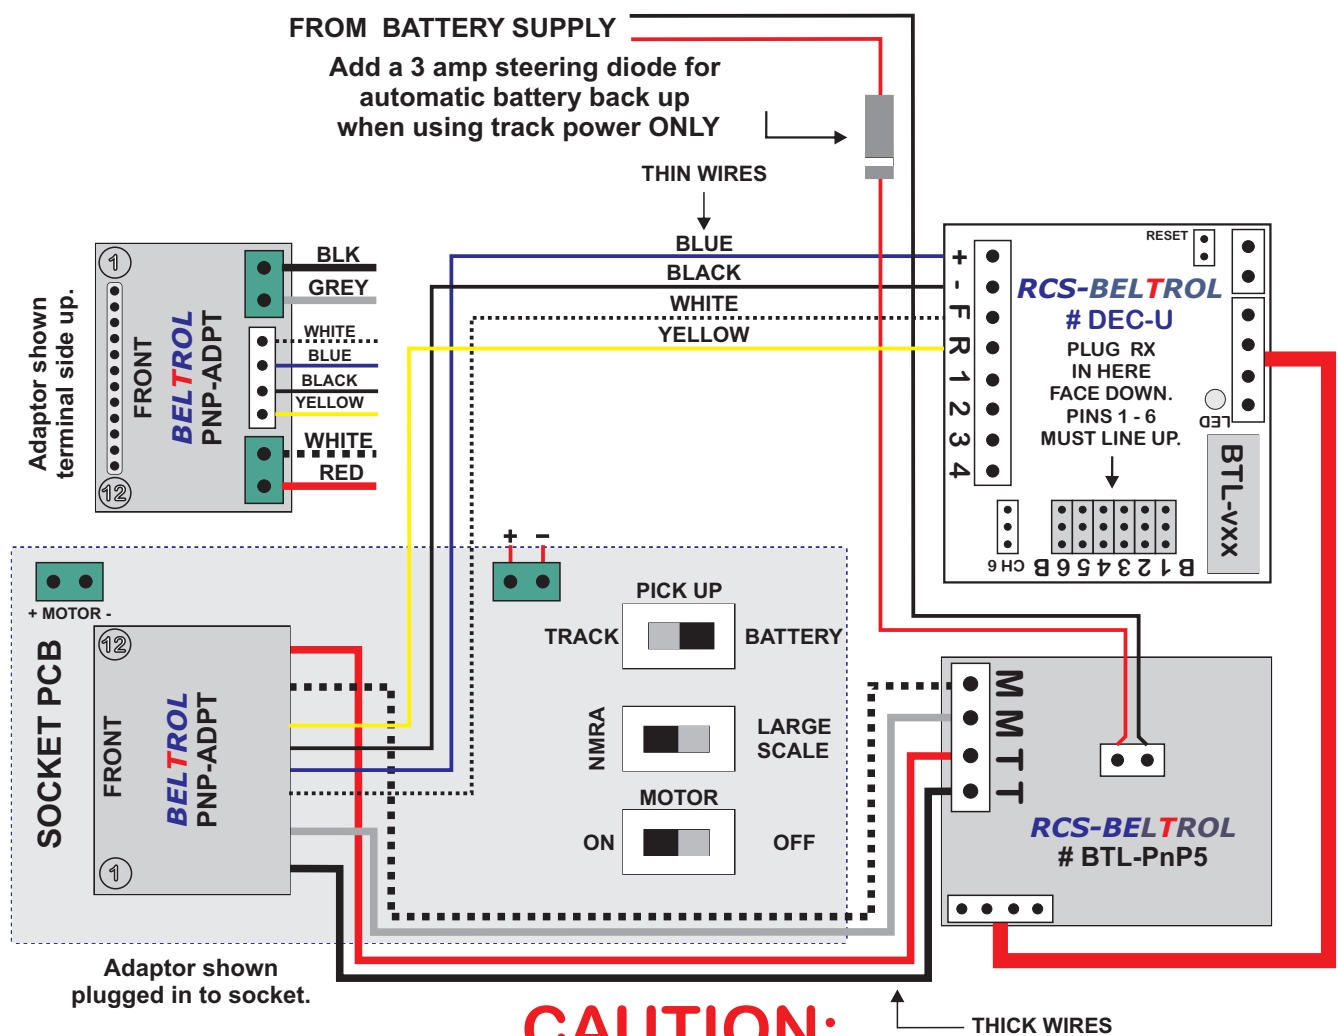 FROM BATTERY SUPPLY
Add a 3 amp steering diode for
automatic battery back up
when using track power ONLY
THIN WIRES
BLUE
BLACK
WHITE
YELLOW
Adaptor shown
terminal side up.
1
12
FRONT
BELTROL
PNP-ADPT
BLK
GREY
WHITE
BLUE
BLACK
YELLOW
WHITE
RED
RESET
+
-
F
R
1
2
3
4
RCS-BELTROL
# DEC-U
PLUG RX
IN HERE
FACE DOWN.
PINS 1 - 6
MUST LINE UP.
LED
BTL-vxx
CH 6
B 1 2 3 4 5 6 B
+ MOTOR -
SOCKET PCB
12
1
FRONT
BELTROL
PNP-ADPT
+ -
PICK UP
TRACK
BATTERY
NMRA
LARGE
SCALE
MOTOR
ON
OFF
M
M
T
T
RCS-BELTROL
# BTL-PnP5
Adaptor shown
plugged in to socket.
CAUTION:
THICK WIRES